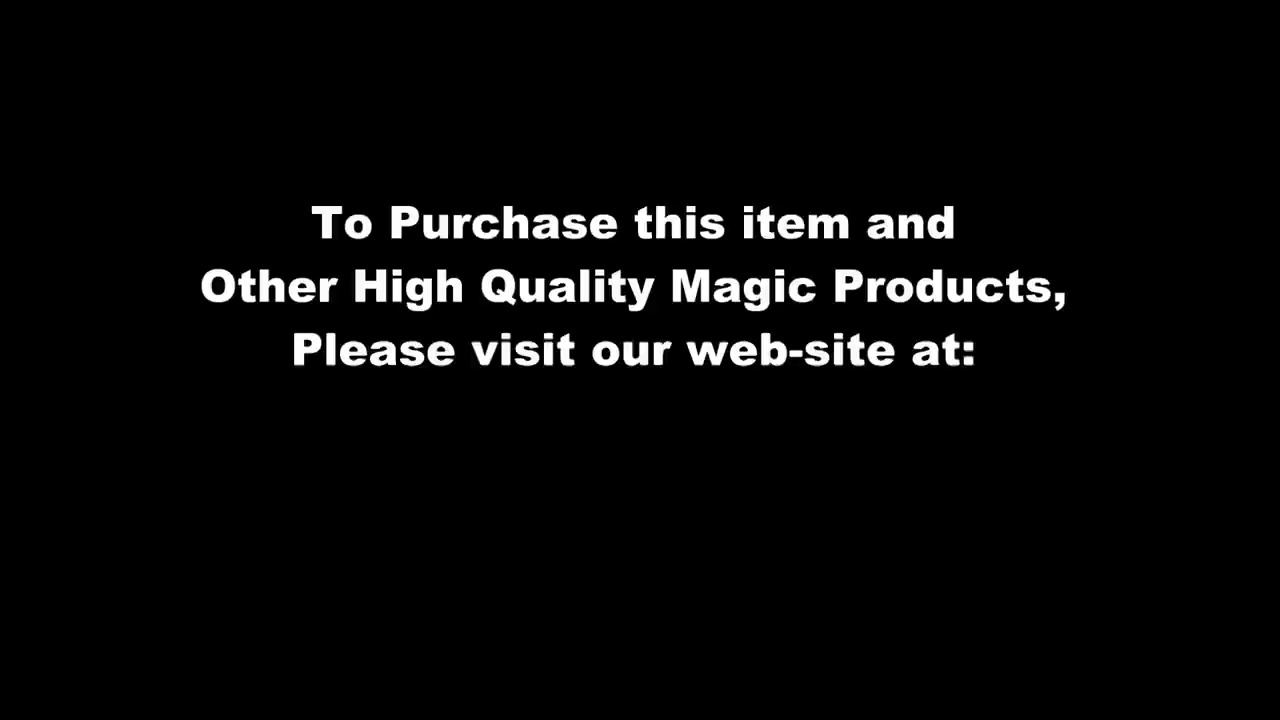 To Purchase this item and
Other High Quality Magic Products,
Please visit our web-site at: